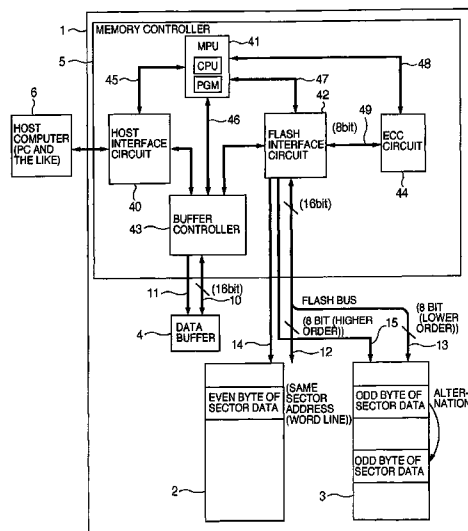 1
MEMORY CONTROLLER
5
MPU
41
CPU
PGM
45
47
48
6
42
46
49
HOST COMPUTER (PC AND THE LIKE)
HOST INTERFACE CIRCUIT
FLASH INTERFACE CIRCUIT
(8bit)
ECC CIRCUIT
40
44
43
BUFFER CONTROLLER
(16bit)
11
(16bit)
10
FLASH BUS
4
DATA BUFFER
(8 BIT (HIGHER ORDER))
(8 BIT (LOWER ORDER))
14
12
15
13
EVEN BYTE OF SECTOR DATA
(SAME SECTOR ADDRESS (WORD LINE))
ODD BYTE OF SECTOR DATA
ALTER-
NATION
ODD BYTE OF SECTOR DATA
2
3